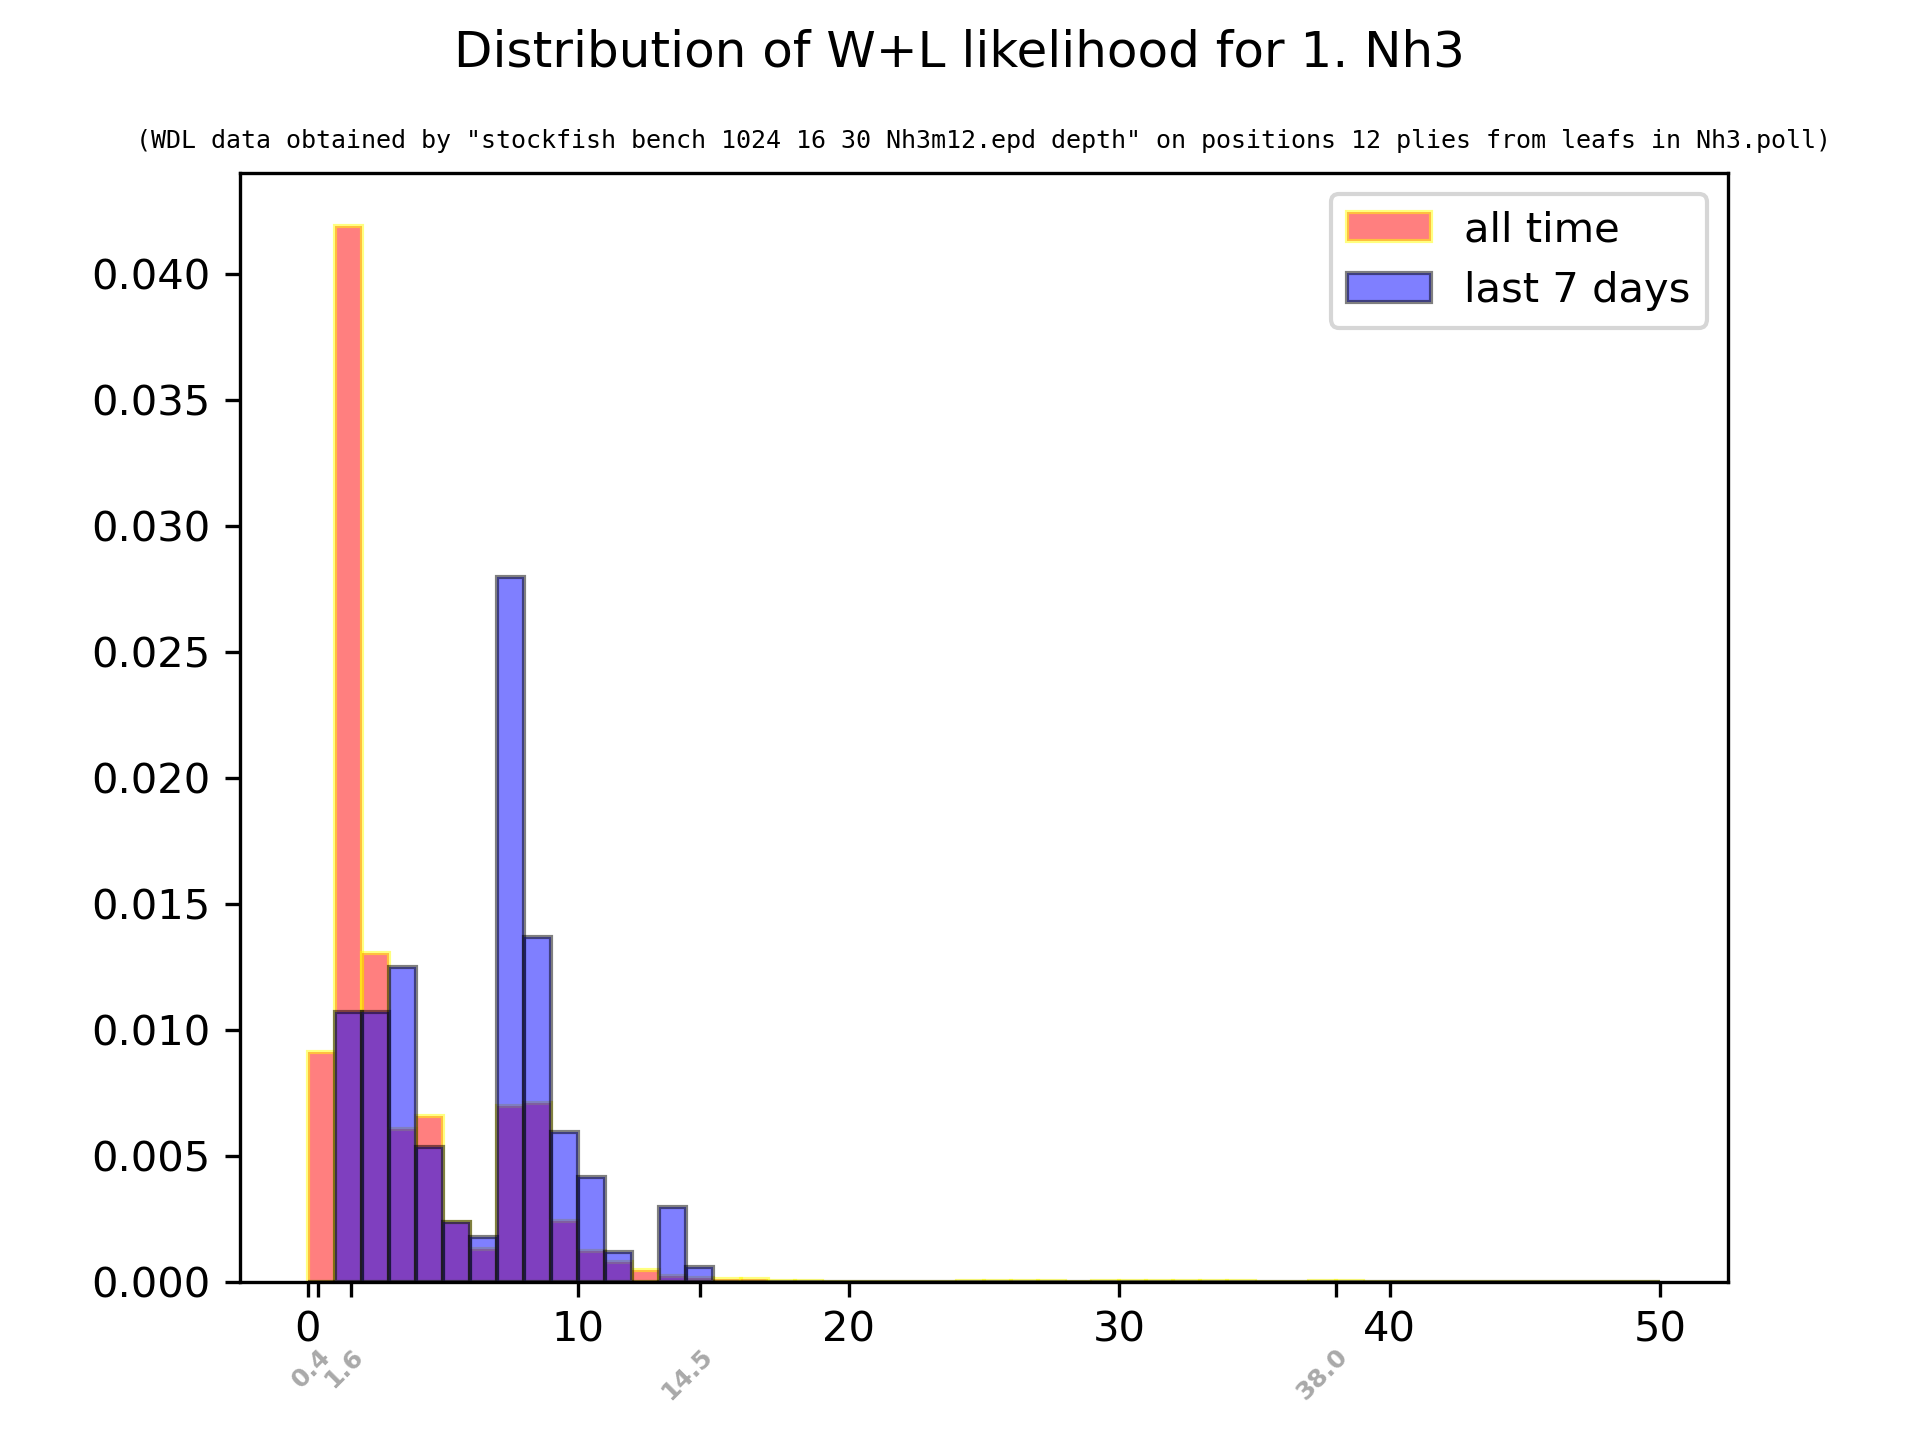 Distribution of W+L likelihood for 1. Nh3
(WDL data obtained by "stockfish bench 1024 16 30 Nh3m12.epd depth" on positions 12 plies from leafs in Nh3.poll)
all time
last 7 days
0.040
0.035
0.030
0.025
0.020
0.015
0.010
0.005
0.000
0 10 20 30 40 50
0.4 1.6 14.5 38.0